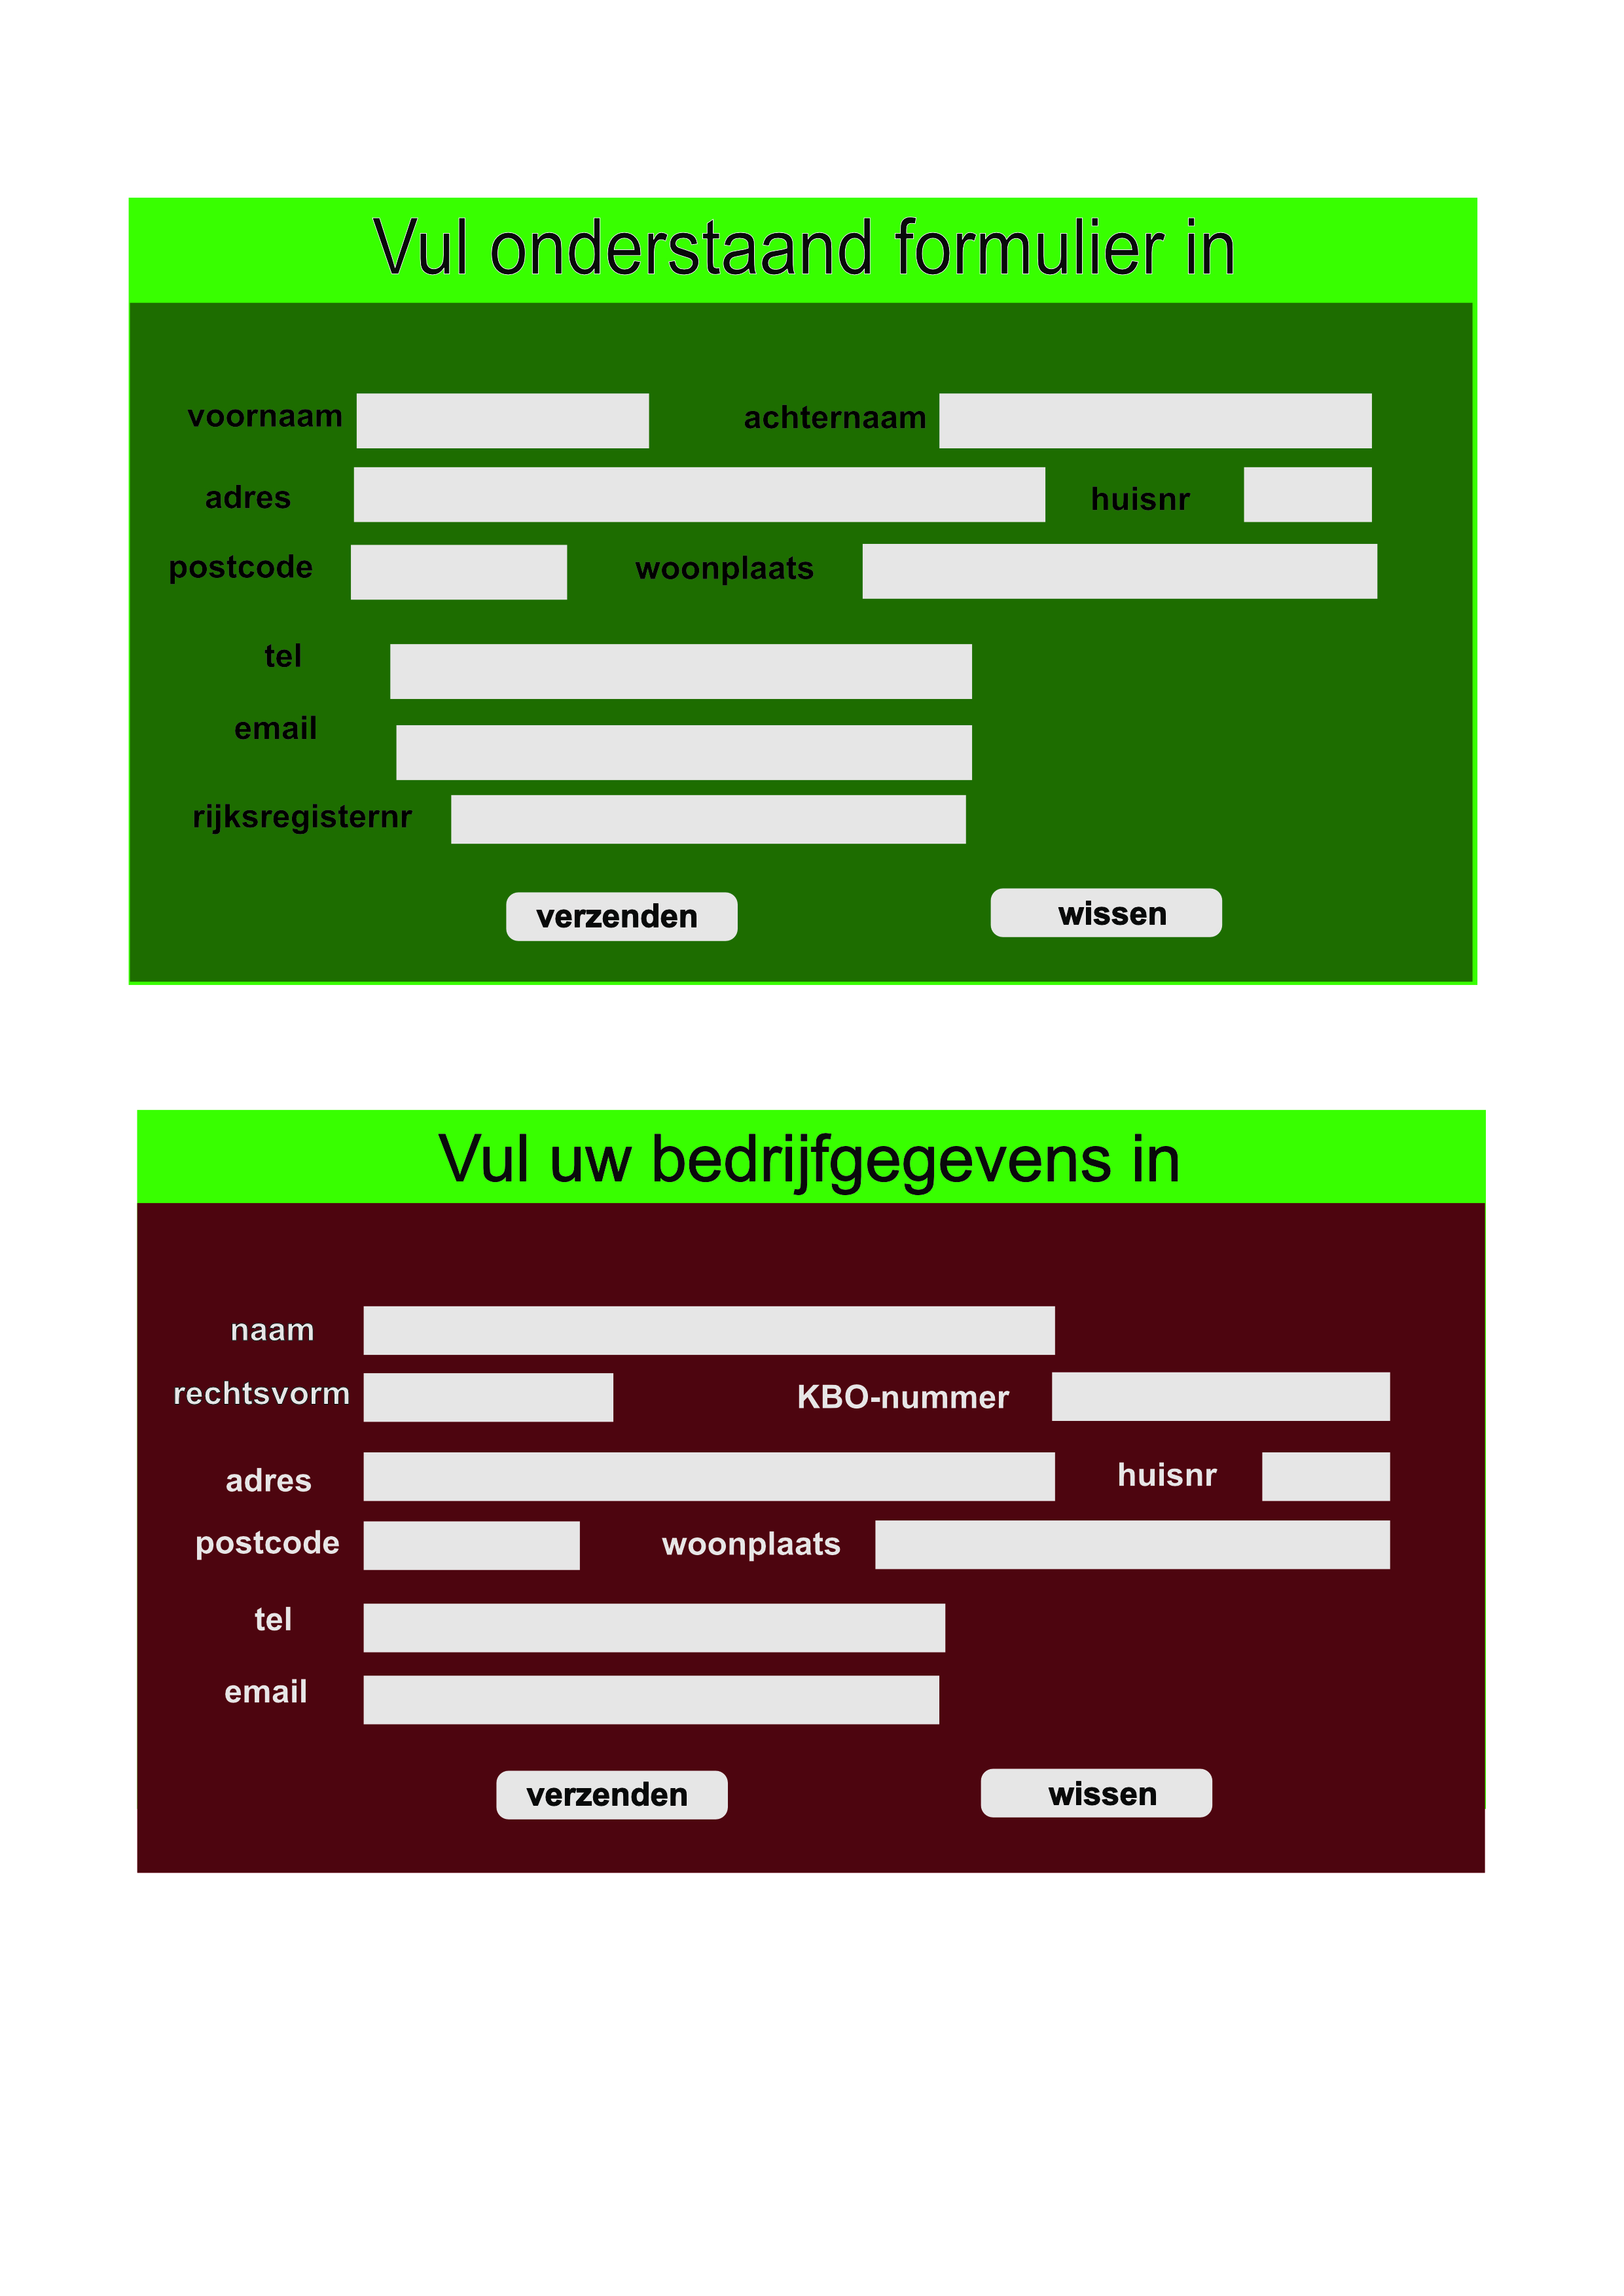 Vul onderstaand formulier in
voornaam achternaam
adres huisnr
postcode woonplaats
tel
email
rijksregisternr
verzenden wissen
Vul uw bedrijfgegevens in
naam
rechtsvorm KBO-nummer
adres huisnr
postcode woonplaats
tel
email
verzenden wissen